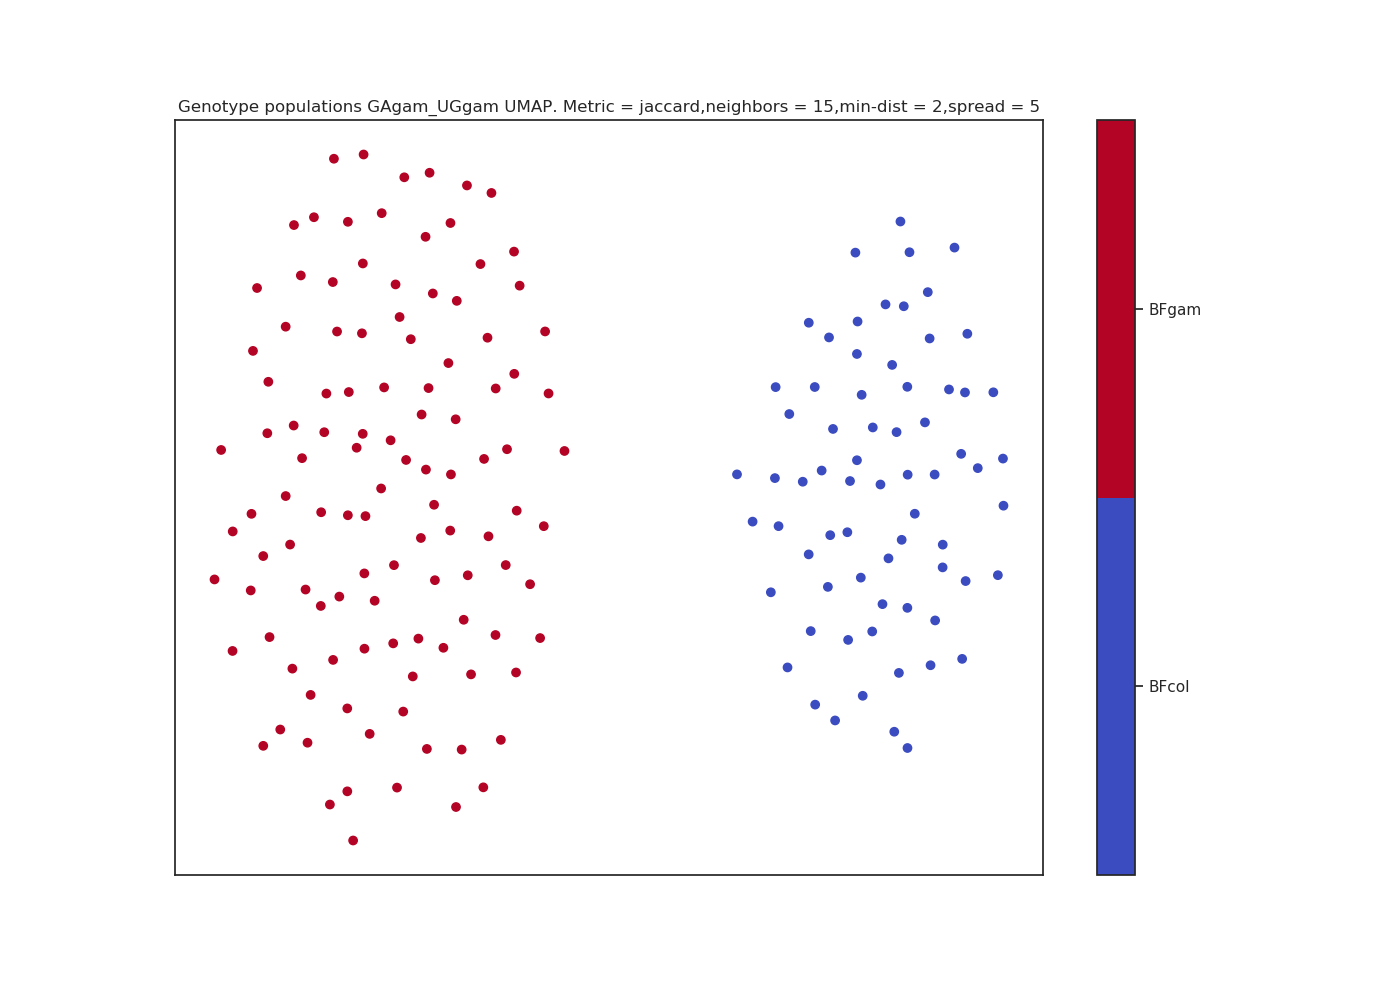 Genotype populations GAgam_UGgam UMAP. Metric = jaccard,neighbors = 15,min-dist = 2,spread = 5
BFgam
BFcol